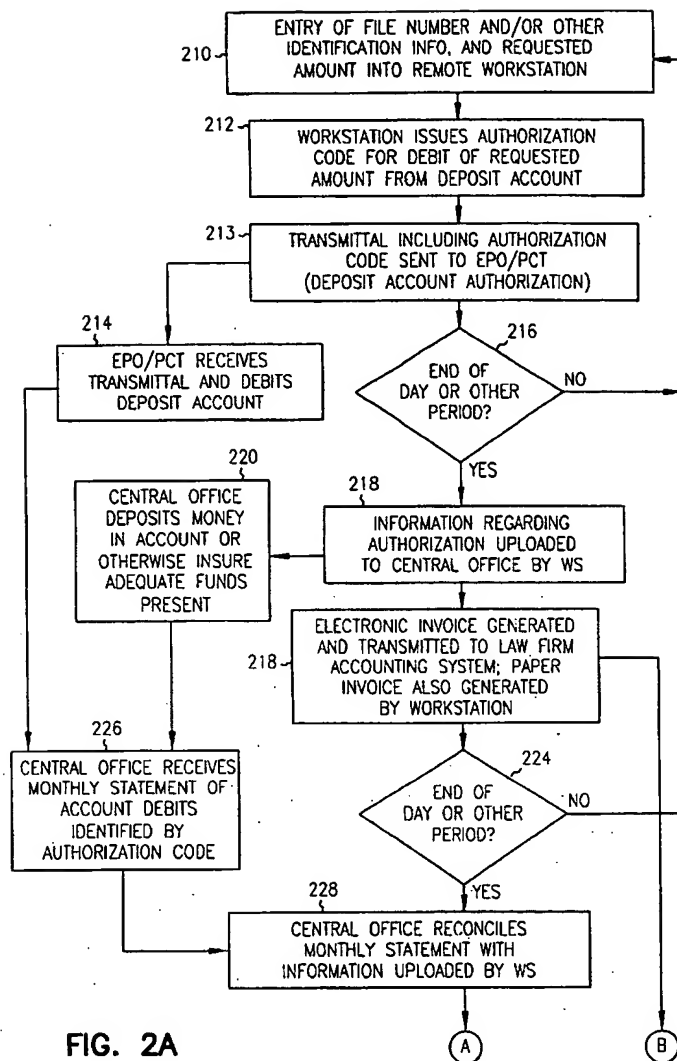 210
ENTRY OF FILE NUMBER AND/OR OTHER
IDENTIFICATION INFO, AND REQUESTED
AMOUNT INTO REMOTE WORKSTATION
212
WORKSTATION ISSUES AUTHORIZATION
CODE FOR DEBIT OF REQUESTED
AMOUNT FROM DEPOSIT ACCOUNT
213
TRANSMITTAL INCLUDING AUTHORIZATION
CODE SENT TO EPO/PCT
(DEPOSIT ACCOUNT AUTHORIZATION)
214
EPO/PCT RECEIVES
TRANSMITTAL AND DEBITS
DEPOSIT ACCOUNT
216
END OF
DAY OR OTHER
PERIOD?
NO
YES
220
CENTRAL OFFICE
DEPOSITS MONEY
IN ACCOUNT OR
OTHERWISE INSURE
ADEQUATE FUNDS
PRESENT
218
INFORMATION REGARDING
AUTHORIZATION UPLOADED
TO CENTRAL OFFICE BY WS
218
ELECTRONIC INVOICE GENERATED
AND TRANSMITTED TO LAW FIRM
ACCOUNTING SYSTEM; PAPER
INVOICE ALSO GENERATED
BY WORKSTATION
226
CENTRAL OFFICE RECEIVES
MONTHLY STATEMENT OF
ACCOUNT DEBITS
IDENTIFIED BY
AUTHORIZATION CODE
224
END OF
DAY OR OTHER
PERIOD?
NO
YES
228
CENTRAL OFFICE RECONCILES
MONTHLY STATEMENT WITH
INFORMATION UPLOADED BY WS
A
B
FIG. 2A